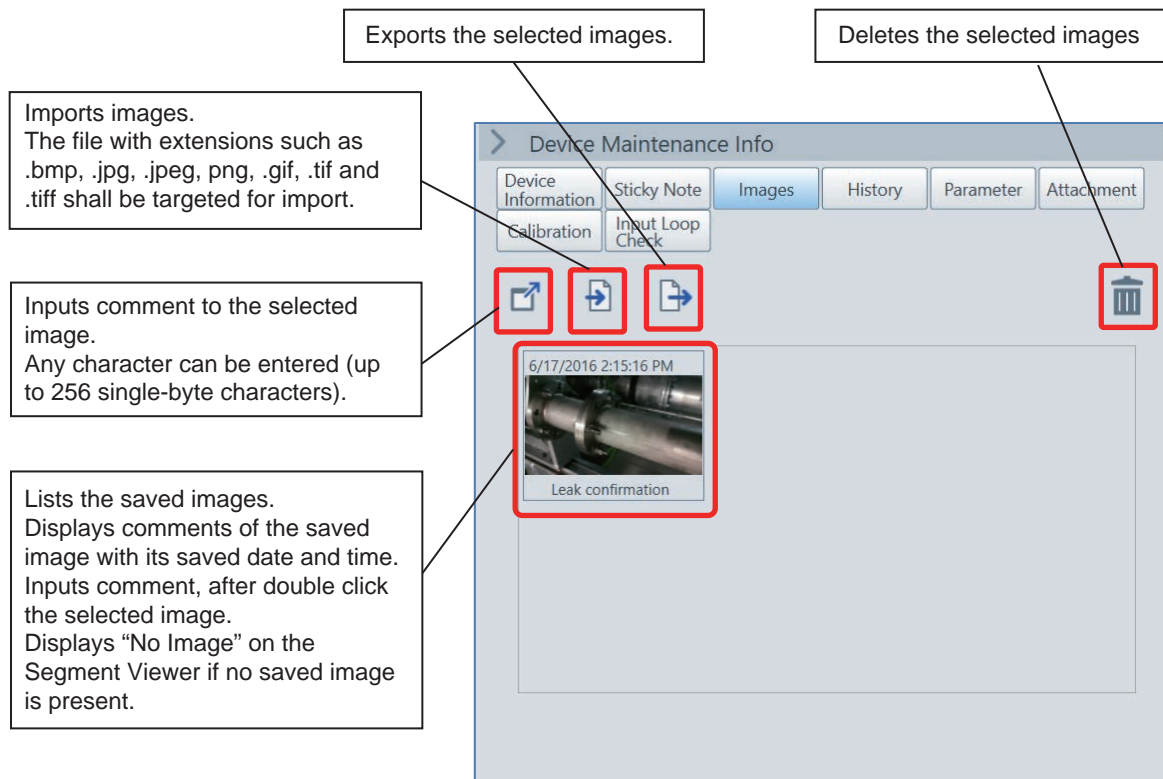 Exports the selected images.
Deletes the selected images
Imports images.
The file with extensions such as
.bmp, .jpg, .jpeg, png, .gif, .tif and
.tiff shall be targeted for import.
Inputs comment to the selected
image.
Any character can be entered (up
to 256 single-byte characters).
Lists the saved images.
Displays comments of the saved
image with its saved date and time.
Inputs comment, after double click
the selected image.
Displays “No Image” on the
Segment Viewer if no saved image
is present.
Device Maintenance Info
Device
Information
Sticky Note
Images
History
Parameter
Attachment
Calibration
Input Loop
Check
6/17/2016 2:15:16 PM
Leak confirmation